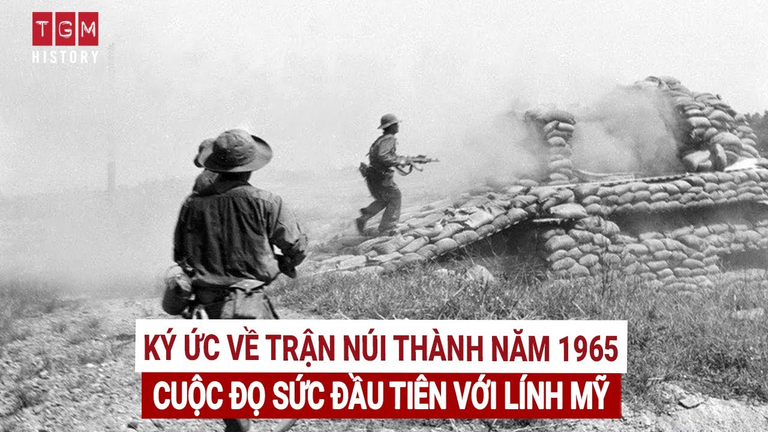 TGM
HISTORY
KÝ ỨC VỀ TRẬN NÚI THÀNH NĂM 1965
CUỘC ĐỌ SỨC ĐẦU TIÊN VỚI LÍNH MỸ